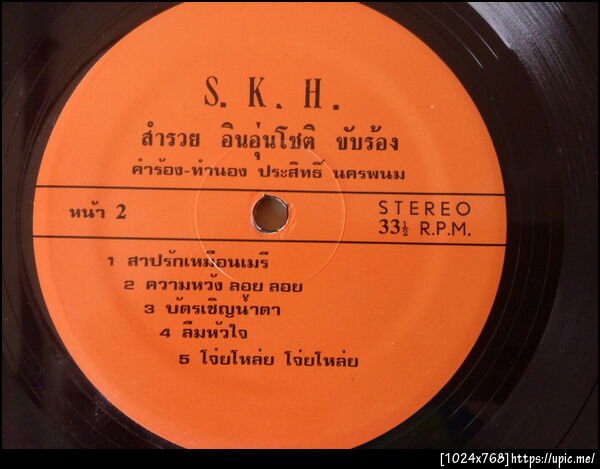 S. K. H.
สำรวย อินอุ่นโชติ ขับร้อง
คำร้อง-ทำนอง ประสิทธิ์ นครพนม
หน้า 2
STEREO
33½ R.P.M.
1 สาปรักเหมือนเมรี
2 ความหวัง ลอย ลอย
3 บัตรเชิญน้ำตา
4 ลืมหัวใจ
5 โจ่ยโหล่ย โจ่ยโหล่ย
[1024x768]https://upic.me/